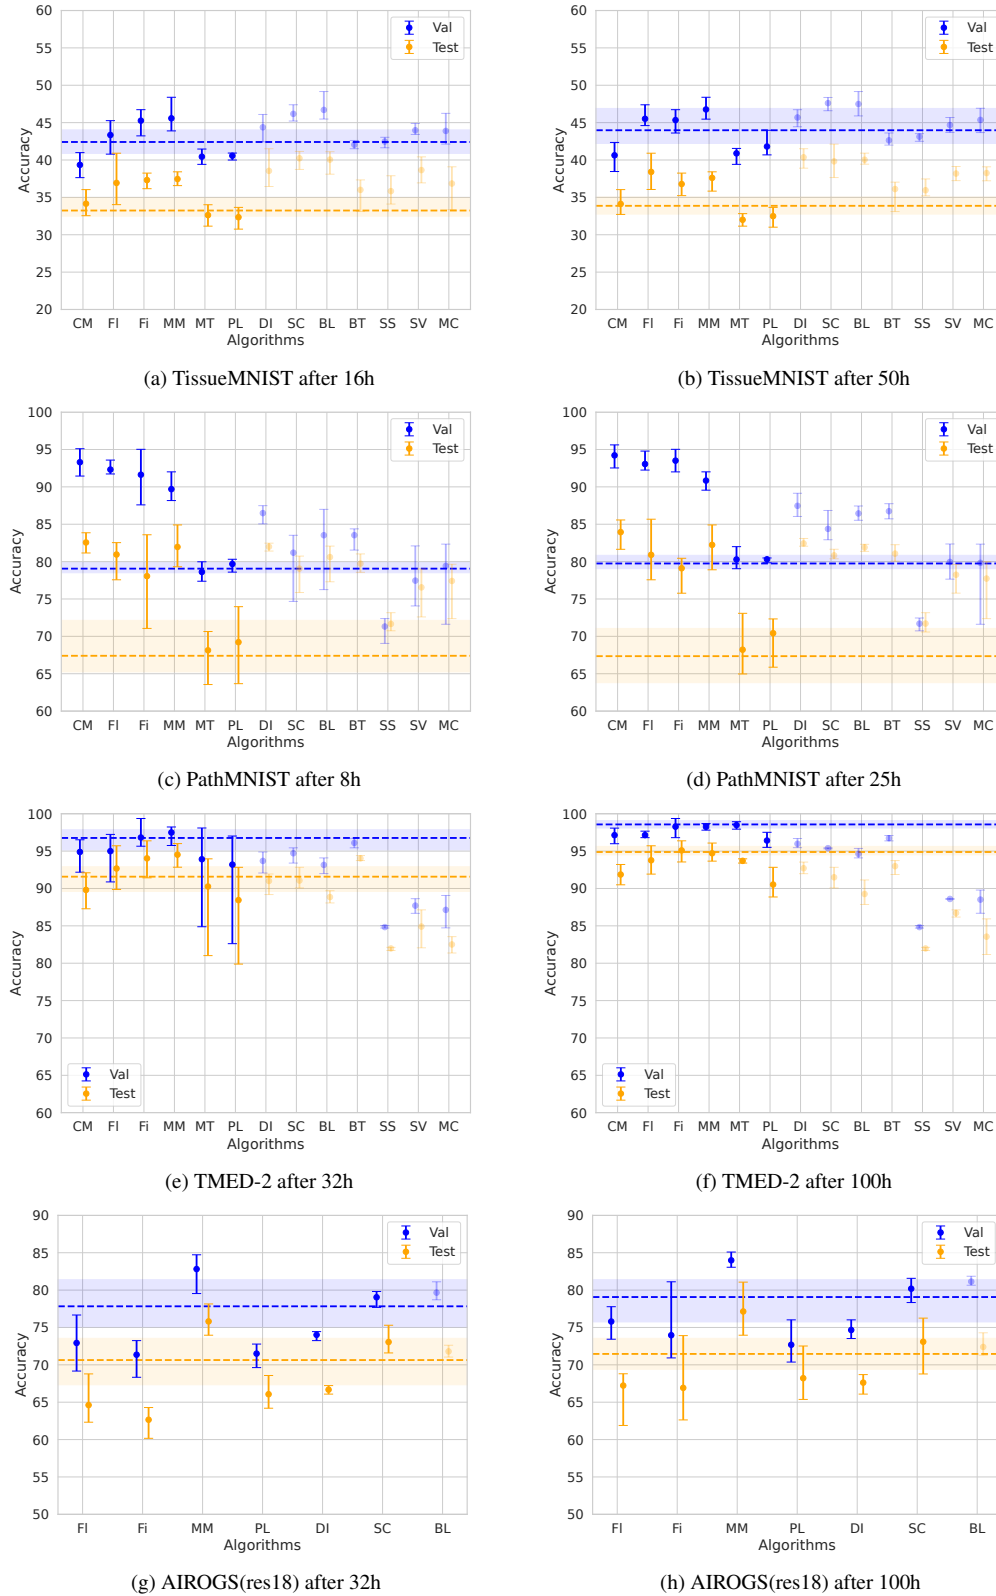 60
55
50
45
40
35
30
25
20
Accuracy
Val
Test
CM Fl Fi MM MT PL DI SC BL BT SS SV MC
Algorithms
(a) TissueMNIST after 16h
60
55
50
45
40
35
30
25
20
Accuracy
Val
Test
CM Fl Fi MM MT PL DI SC BL BT SS SV MC
Algorithms
(b) TissueMNIST after 50h
100
95
90
85
80
75
70
65
60
Accuracy
Val
Test
CM Fl Fi MM MT PL DI SC BL BT SS SV MC
Algorithms
(c) PathMNIST after 8h
100
95
90
85
80
75
70
65
60
Accuracy
Val
Test
CM Fl Fi MM MT PL DI SC BL BT SS SV MC
Algorithms
(d) PathMNIST after 25h
100
95
90
85
80
75
70
65
60
Accuracy
Val
Test
CM Fl Fi MM MT PL DI SC BL BT SS SV MC
Algorithms
(e) TMED-2 after 32h
100
95
90
85
80
75
70
65
60
Accuracy
Val
Test
CM Fl Fi MM MT PL DI SC BL BT SS SV MC
Algorithms
(f) TMED-2 after 100h
90
85
80
75
70
65
60
55
50
Accuracy
Val
Test
Fl Fi MM PL DI SC BL
Algorithms
(g) AIROGS(res18) after 32h
90
85
80
75
70
65
60
55
50
Accuracy
Val
Test
Fl Fi MM PL DI SC BL
Algorithms
(h) AIROGS(res18) after 100h